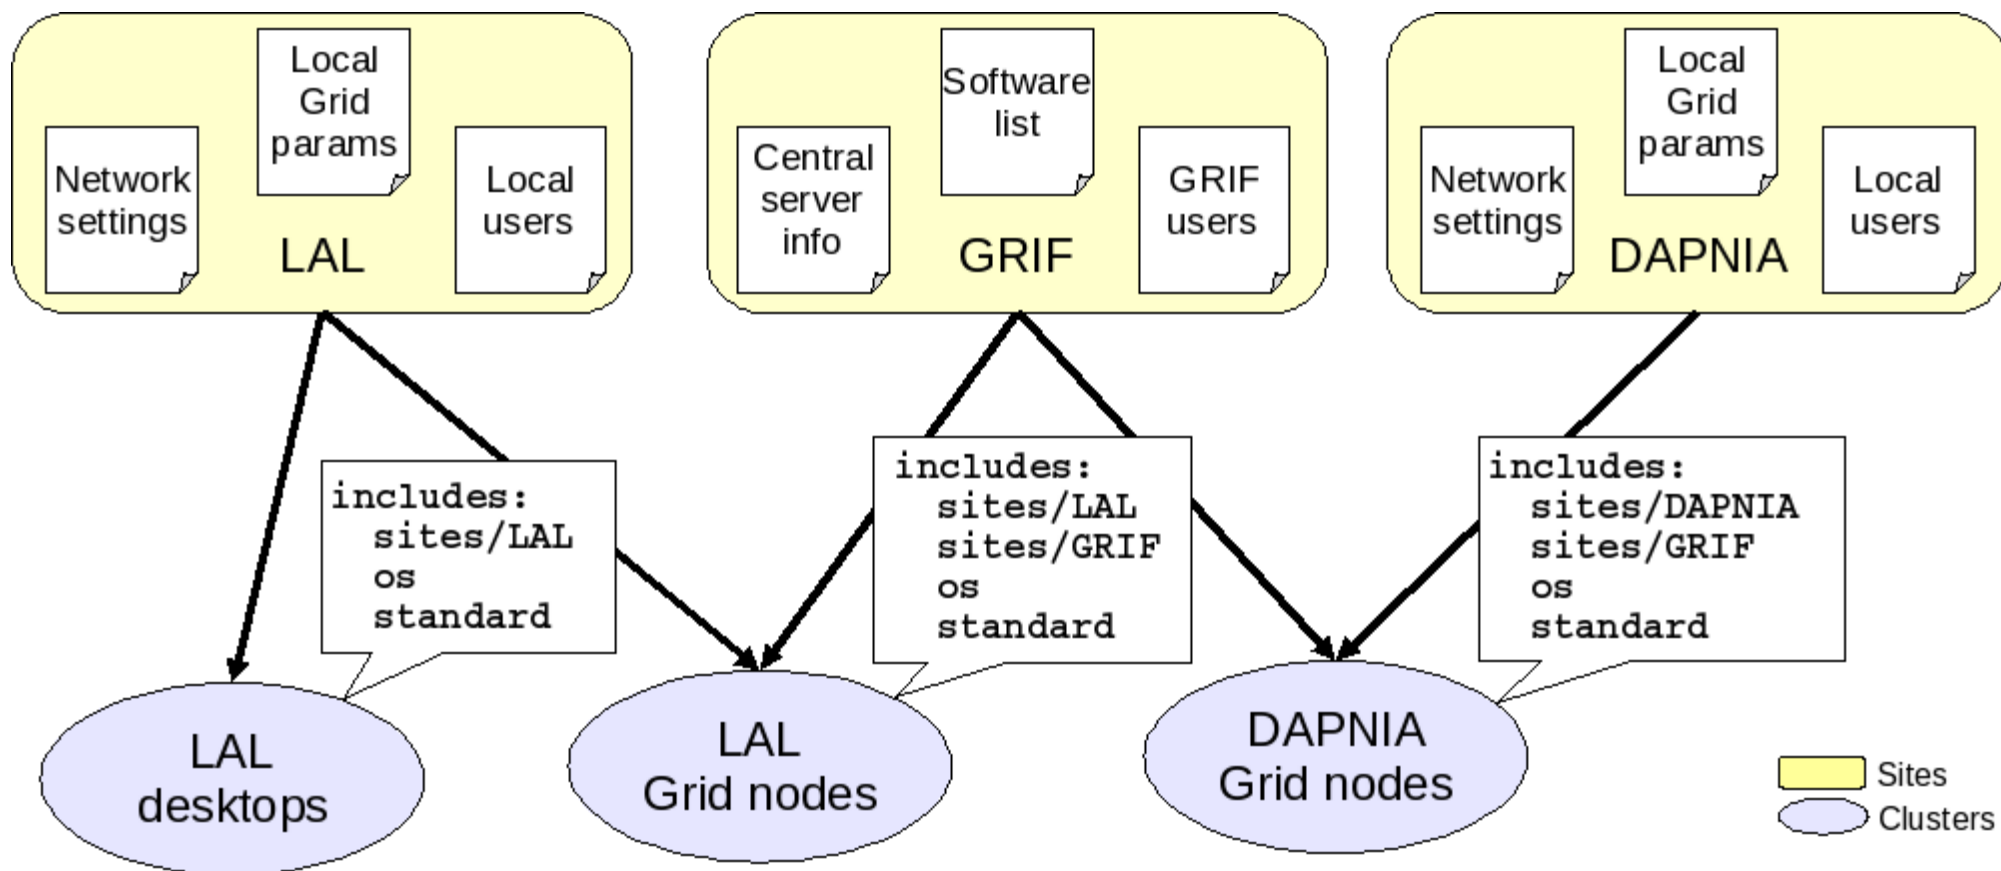 Local
Grid
params
Network
settings
Local
users
LAL
Software
list
Central
server
info
GRIF
users
GRIF
Local
Grid
params
Network
settings
Local
users
DAPNIA
includes:
sites/LAL
os
standard
includes:
sites/LAL
sites/GRIF
os
standard
includes:
sites/DAPNIA
sites/GRIF
os
standard
LAL
desktops
LAL
Grid nodes
DAPNIA
Grid nodes
Sites
Clusters